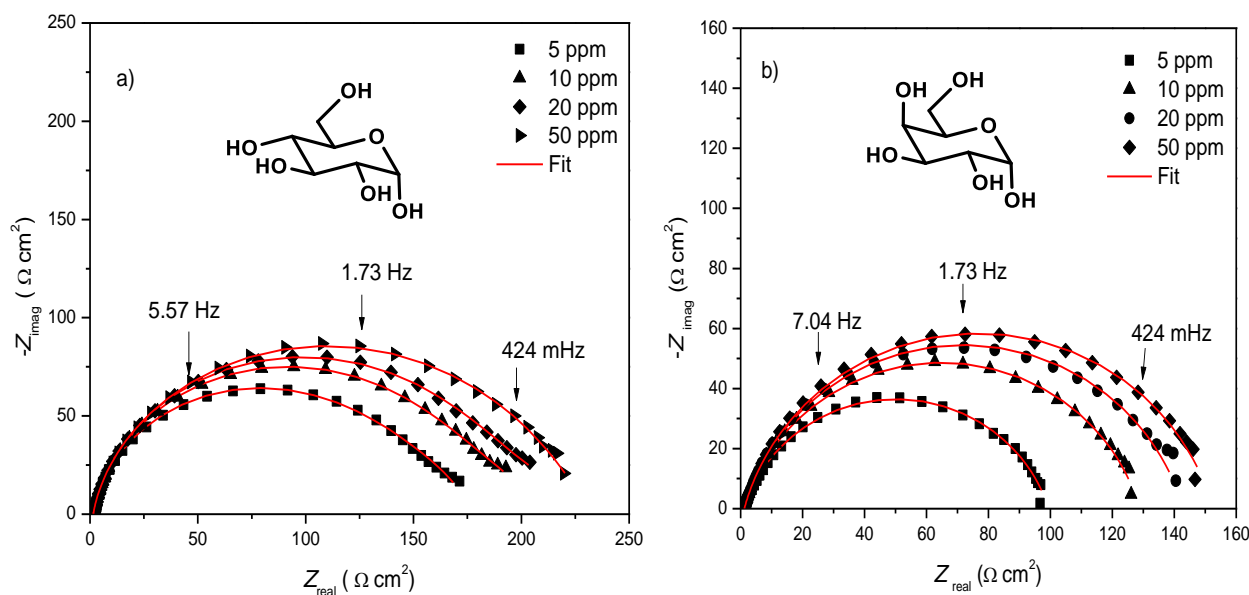 a)
5 ppm
10 ppm
20 ppm
50 ppm
Fit
OH
HO
O
HO
OH
OH
5.57 Hz
1.73 Hz
424 mHz
250
200
150
100
50
0
-Z imag ( Ω cm²)
0 50 100 150 200 250
Z real ( Ω cm²)
b)
5 ppm
10 ppm
20 ppm
50 ppm
Fit
OH OH
O
HO
OH
OH
7.04 Hz
1.73 Hz
424 mHz
160
140
120
100
80
60
40
20
0
-Z imag (Ω cm²)
0 20 40 60 80 100 120 140 160
Z real (Ω cm²)